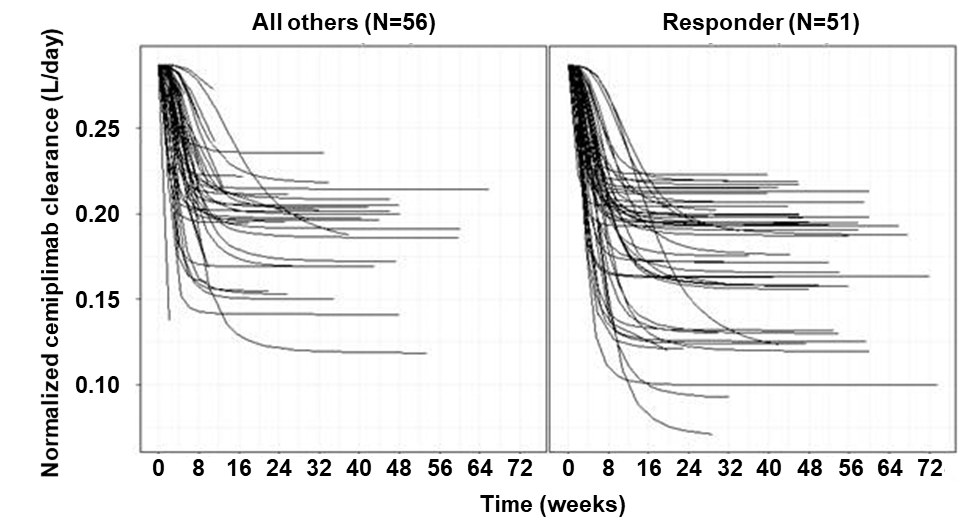 All others (N=56)
Responder (N=51)
Normalized cemiplimab clearance (L/day)
0.25
0.20
0.15
0.10
0 8 16 24 32 40 48 56 64 72
0 8 16 24 32 40 48 56 64 72
Time (weeks)